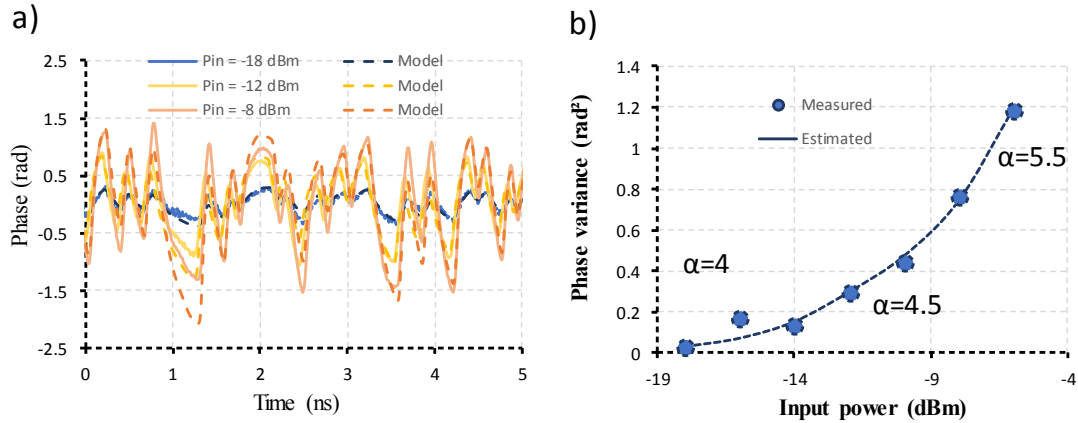 a)
Pin = -18 dBm Model
Pin = -12 dBm Model
Pin = -8 dBm Model
2.5
1.5
0.5
-0.5
-1.5
-2.5
Phase (rad)
0 1 2 3 4 5
Time (ns)
b)
1.4
1.2
1
0.8
0.6
0.4
0.2
0
Phase variance (rad²)
Measured
Estimated
α=5.5
α=4
α=4.5
-19 -14 -9 -4
Input power (dBm)